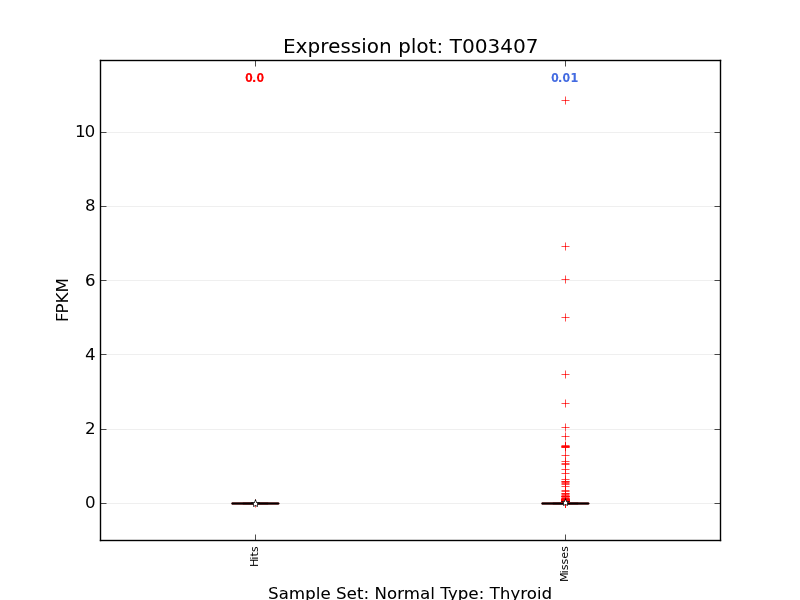 Expression plot: T003407
0.0
0.01
10
8
6
4
2
0
FPKM
Hits
Misses
Sample Set: Normal Type: Thyroid